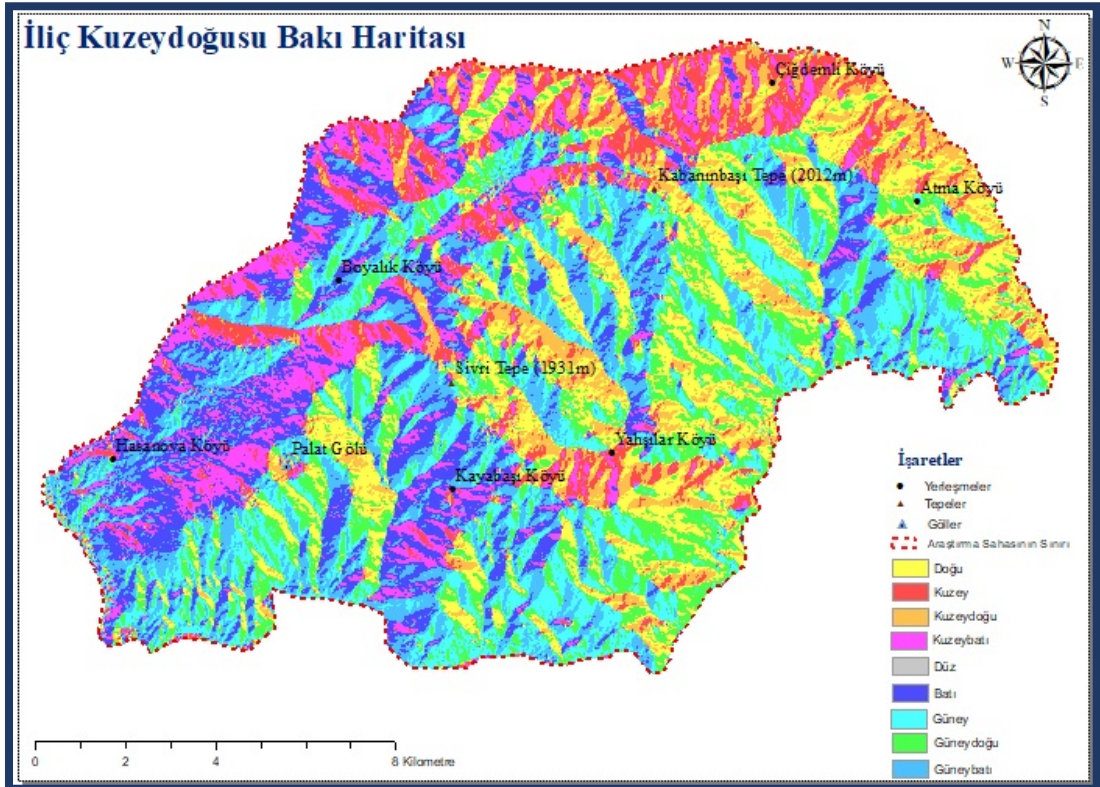 İliç Kuzeydoğusu Bakı Haritası
N
W
E
S
Çiğdemli Köyü
Kabanınbaşı Tepe (2012m)
Atma Köyü
Boyalık Köyü
Sivri Tepe (1931m)
Hasanova Köyü
Palat Gölü
Yahşılar Köyü
Kayabaşı Köyü
İşaretler
Yerleşmeler
Tepeler
Göller
Araştırma Sahasının Sınırı
Doğu
Kuzey
Kuzeydoğu
Kuzeybatı
Düz
Batı
Güney
Güneydoğu
Güneybatı
0 2 4 8 Kilometre